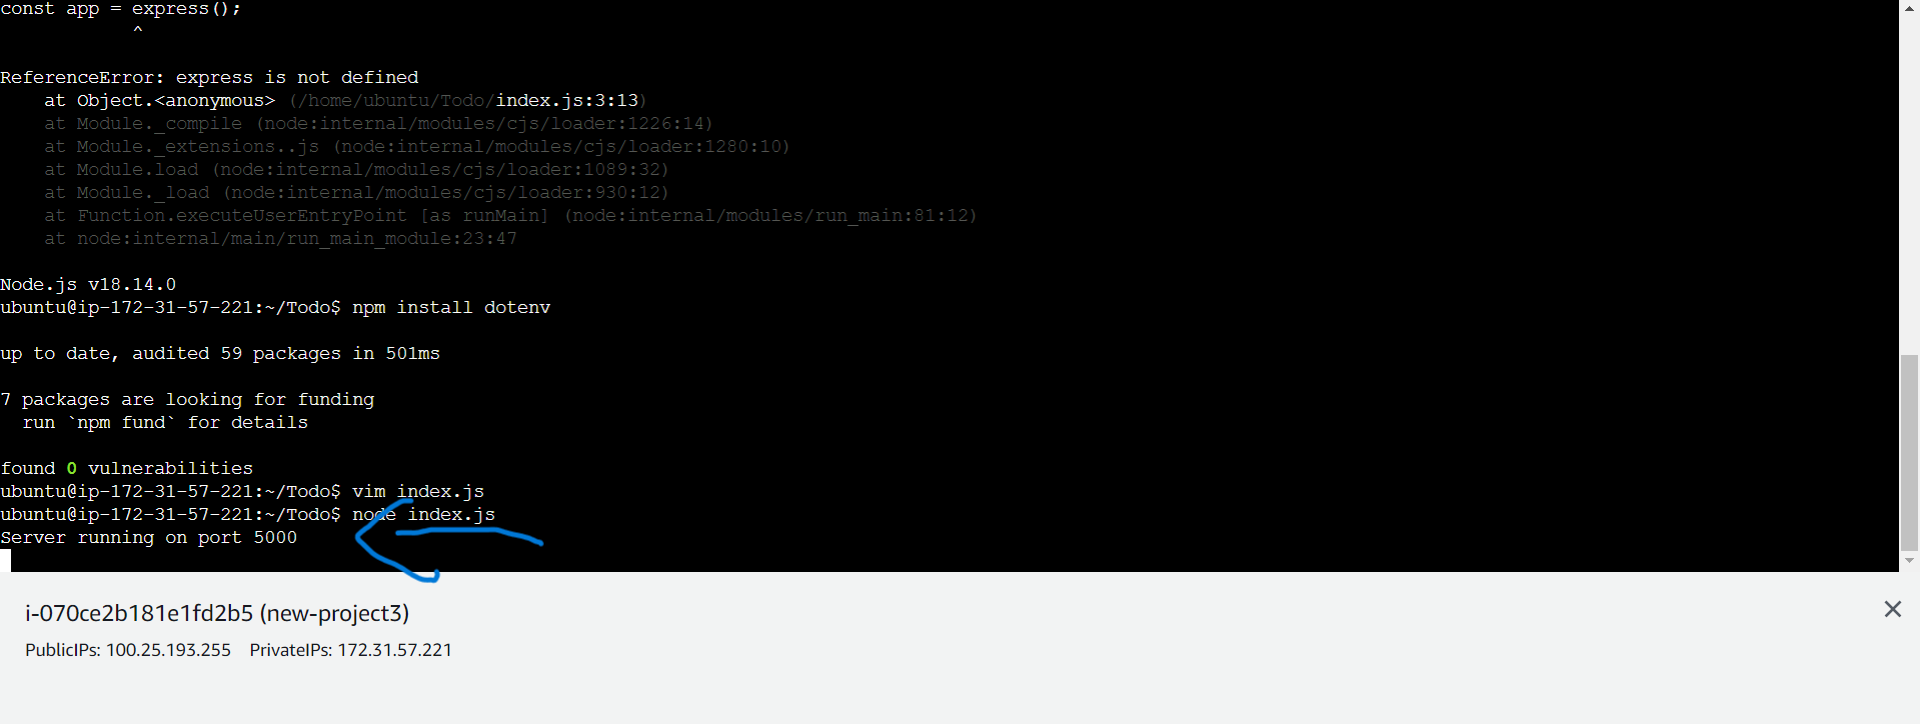 const app = express();
^
ReferenceError: express is not defined
at Object.<anonymous> (/home/ubuntu/Todo/index.js:3:13)
at Module._compile (node:internal/modules/cjs/loader:1226:14)
at Module._extensions..js (node:internal/modules/cjs/loader:1280:10)
at Module.load (node:internal/modules/cjs/loader:1089:32)
at Module._load (node:internal/modules/cjs/loader:930:12)
at Function.executeUserEntryPoint [as runMain] (node:internal/modules/run_main:81:12)
at node:internal/main/run_main_module:23:47
Node.js v18.14.0
ubuntu@ip-172-31-57-221:~/Todo$ npm install dotenv
up to date, audited 59 packages in 501ms
7 packages are looking for funding
run `npm fund` for details
found 0 vulnerabilities
ubuntu@ip-172-31-57-221:~/Todo$ vim index.js
ubuntu@ip-172-31-57-221:~/Todo$ node index.js
Server running on port 5000
i-070ce2b181e1fd2b5 (new-project3)
PublicIPs: 100.25.193.255 PrivateIPs: 172.31.57.221